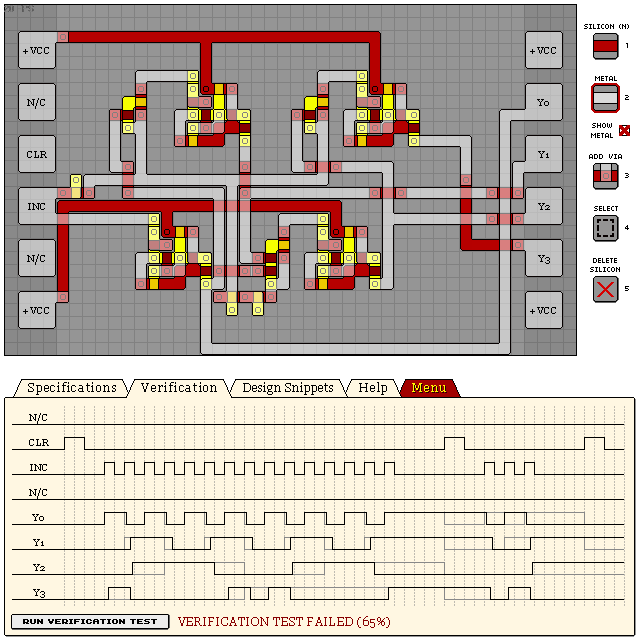 SILICON (N)
1
METAL
2
SHOW
METAL
ADD VIA
3
SELECT
4
DELETE
SILICON
5
+VCC
+VCC
N/C
Y0
CLR
Y1
INC
Y2
N/C
Y3
+VCC
+VCC
Specifications
Verification
Design Snippets
Help
Menu
N/C
CLR
INC
N/C
Y0
Y1
Y2
Y3
RUN VERIFICATION TEST
VERIFICATION TEST FAILED (65%)